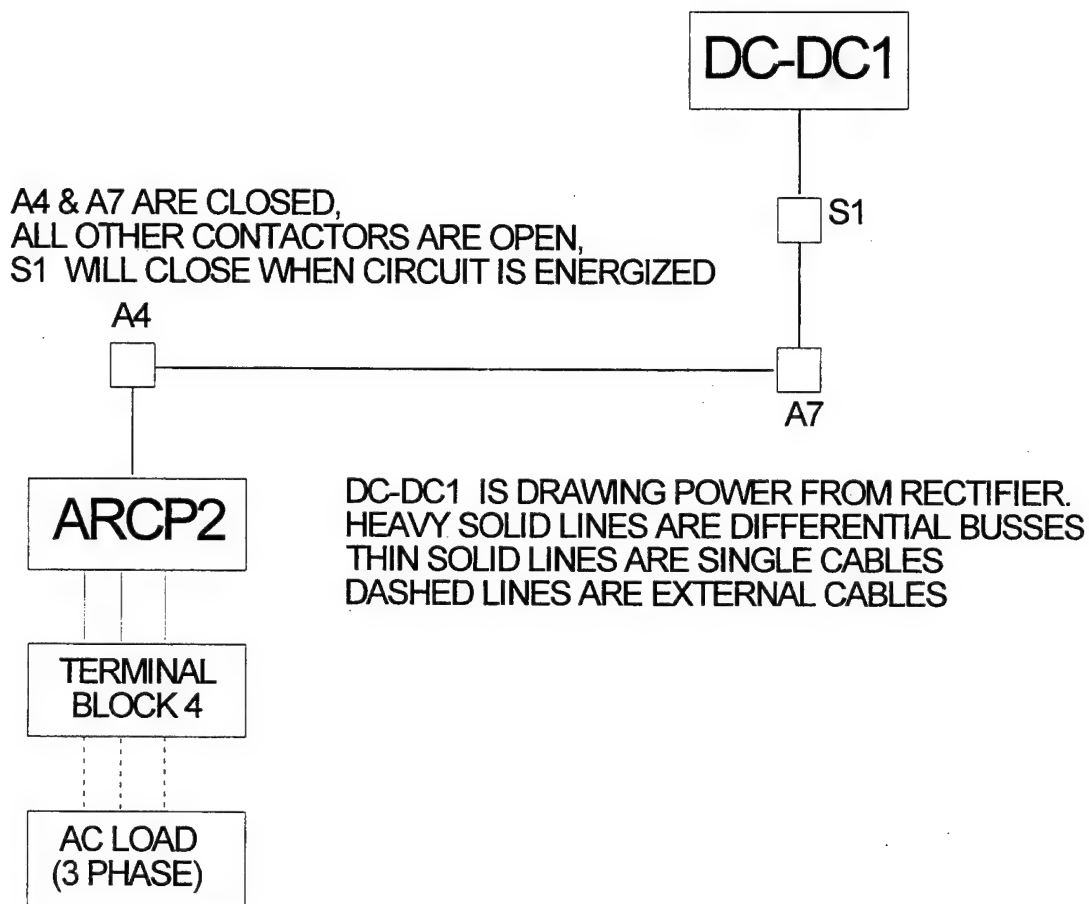 DC-DC1
S1
A4 & A7 ARE CLOSED,
ALL OTHER CONTACTORS ARE OPEN,
S1 WILL CLOSE WHEN CIRCUIT IS ENERGIZED
A4
A7
ARCP2
DC-DC1 IS DRAWING POWER FROM RECTIFIER.
HEAVY SOLID LINES ARE DIFFERENTIAL BUSSES
THIN SOLID LINES ARE SINGLE CABLES
DASHED LINES ARE EXTERNAL CABLES
TERMINAL
BLOCK 4
AC LOAD
(3 PHASE)